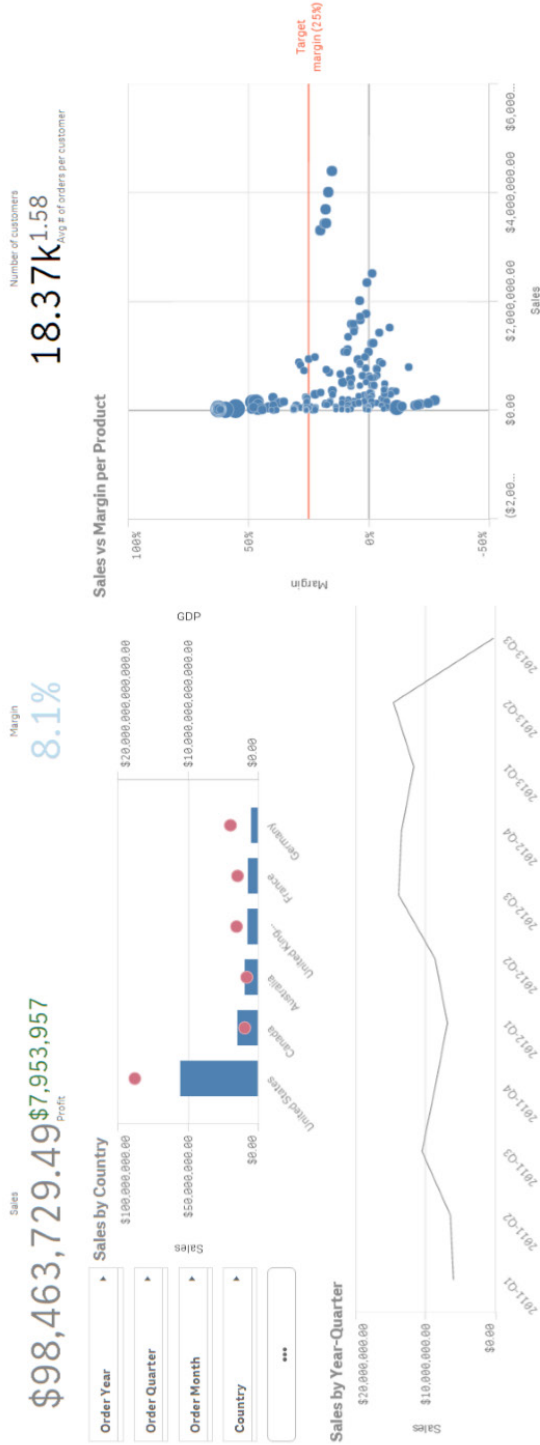 Sales
$98,463,729.49
$7,953,957
Profit
Margin
8.1%
Number of customers
18.37k
1.58
Avg # of orders per customer
Order Year
Order Quarter
Order Month
Country
•••
Sales by Country
Sales
$100,000,000.00
$50,000,000.00
$0.00
United States
Canada
Australia
United King...
France
Germany
$20,000,000,000,000.00
$10,000,000,000,000.00
$0.00
GDP
Sales vs Margin per Product
Margin
100%
50%
0%
-50%
Target
margin (25%)
($2,00...
$0.00
$2,000,000.00
$4,000,000.00
$6,000...
Sales
Sales by Year-Quarter
Sales
$20,000,000.00
$10,000,000.00
$0.00
2011-Q1
2011-Q2
2011-Q3
2011-Q4
2012-Q1
2012-Q2
2012-Q3
2012-Q4
2013-Q1
2013-Q2
2013-Q3